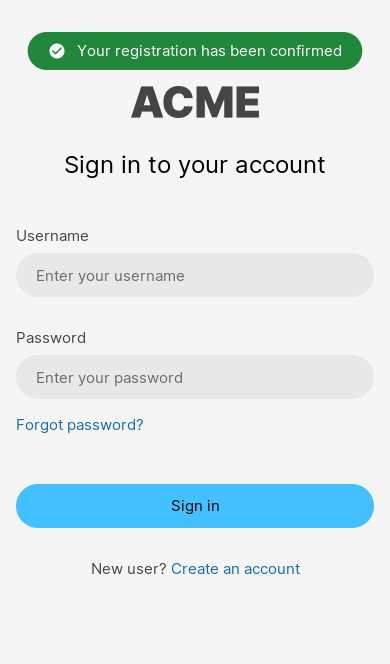 Your registration has been confirmed
ACME
Sign in to your account
Username
Enter your username
Password
Enter your password
Forgot password?
Sign in
New user? Create an account